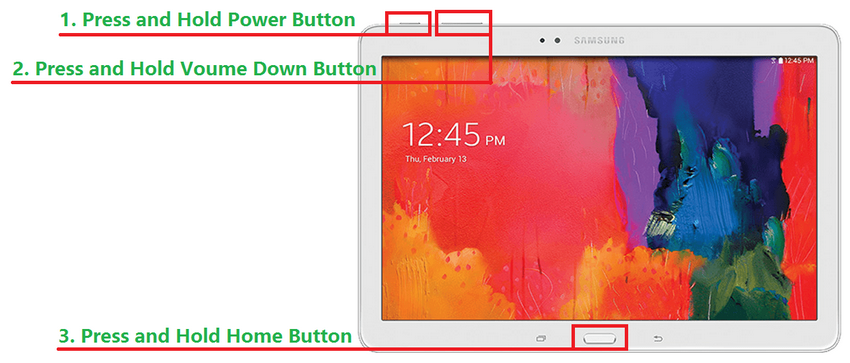 1. Press and Hold Power Button
SAMSUNG
2. Press and Hold Voume Down Button
12:45 PM
12:45 PM
Thu, February 13
3. Press and Hold Home Button